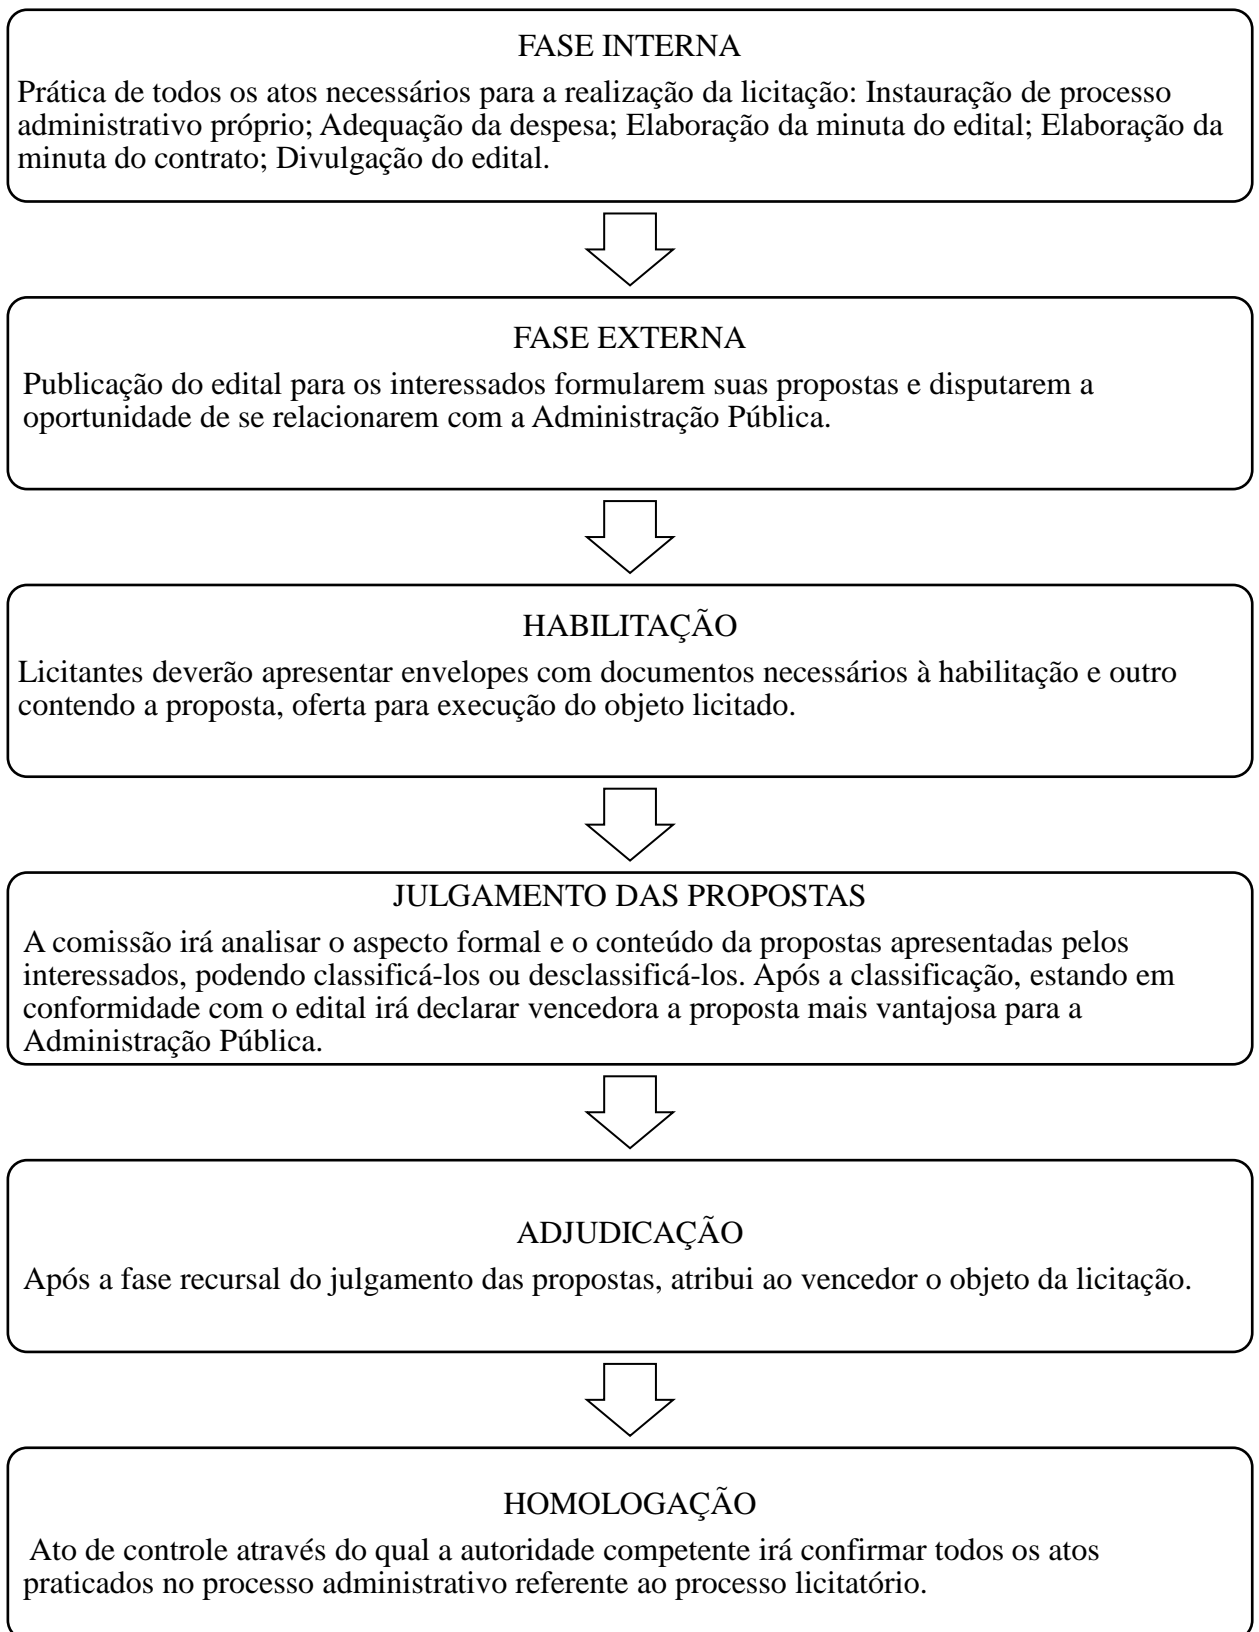 FASE INTERNA
Prática de todos os atos necessários para a realização da licitação: Instauração de processo
administrativo próprio; Adequação da despesa; Elaboração da minuta do edital; Elaboração da
minuta do contrato; Divulgação do edital.
FASE EXTERNA
Publicação do edital para os interessados formularem suas propostas e disputarem a
oportunidade de se relacionarem com a Administração Pública.
HABILITAÇÃO
Licitantes deverão apresentar envelopes com documentos necessários à habilitação e outro
contendo a proposta, oferta para execução do objeto licitado.
JULGAMENTO DAS PROPOSTAS
A comissão irá analisar o aspecto formal e o conteúdo da propostas apresentadas pelos
interessados, podendo classificá-los ou desclassificá-los. Após a classificação, estando em
conformidade com o edital irá declarar vencedora a proposta mais vantajosa para a
Administração Pública.
ADJUDICAÇÃO
Após a fase recursal do julgamento das propostas, atribui ao vencedor o objeto da licitação.
HOMOLOGAÇÃO
Ato de controle através do qual a autoridade competente irá confirmar todos os atos
praticados no processo administrativo referente ao processo licitatório.